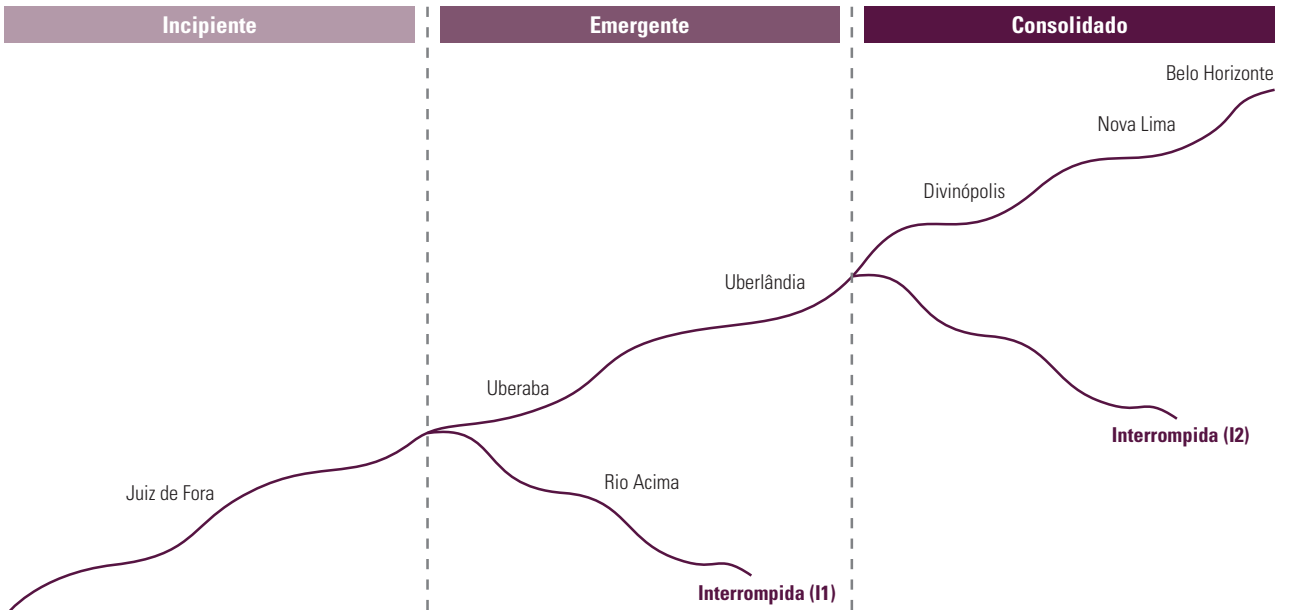 Incipiente
Emergente
Consolidado
Belo Horizonte
Nova Lima
Divinópolis
Uberlândia
Uberaba
Interrompida (I2)
Juiz de Fora
Rio Acima
Interrompida (I1)